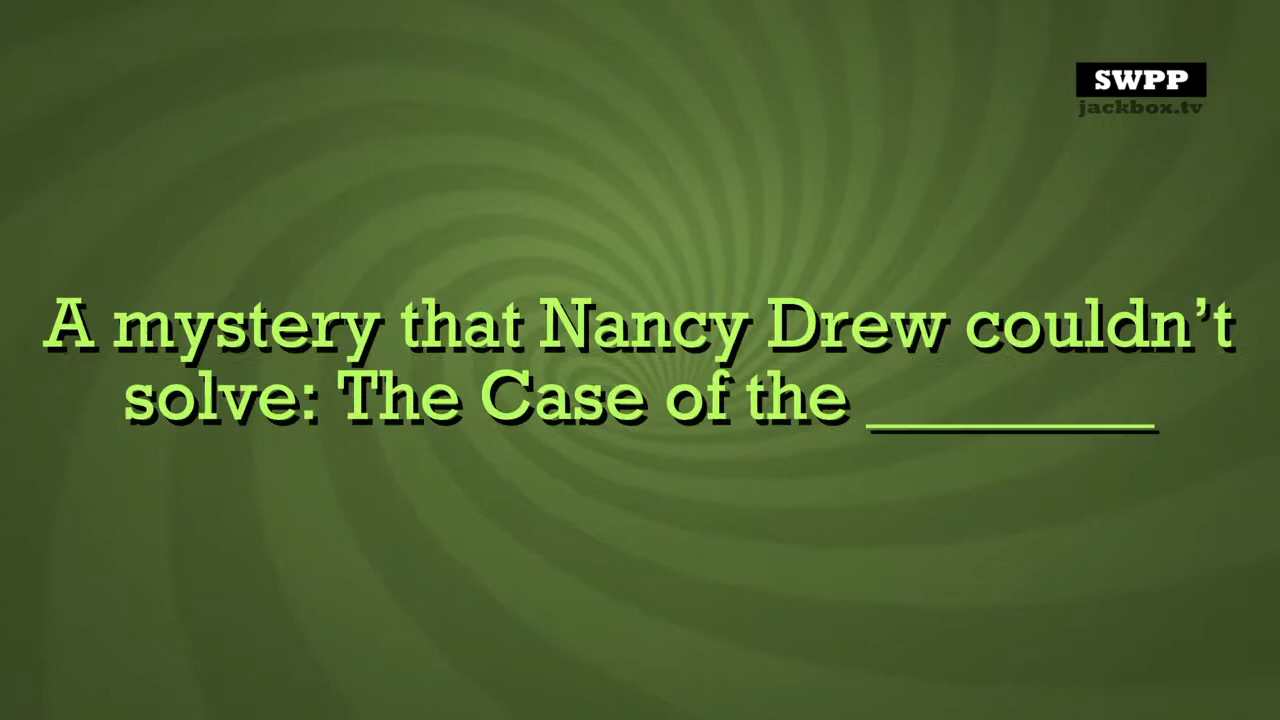 SWPP
jackbox.tv
A mystery that Nancy Drew couldn’t
solve: The Case of the ________